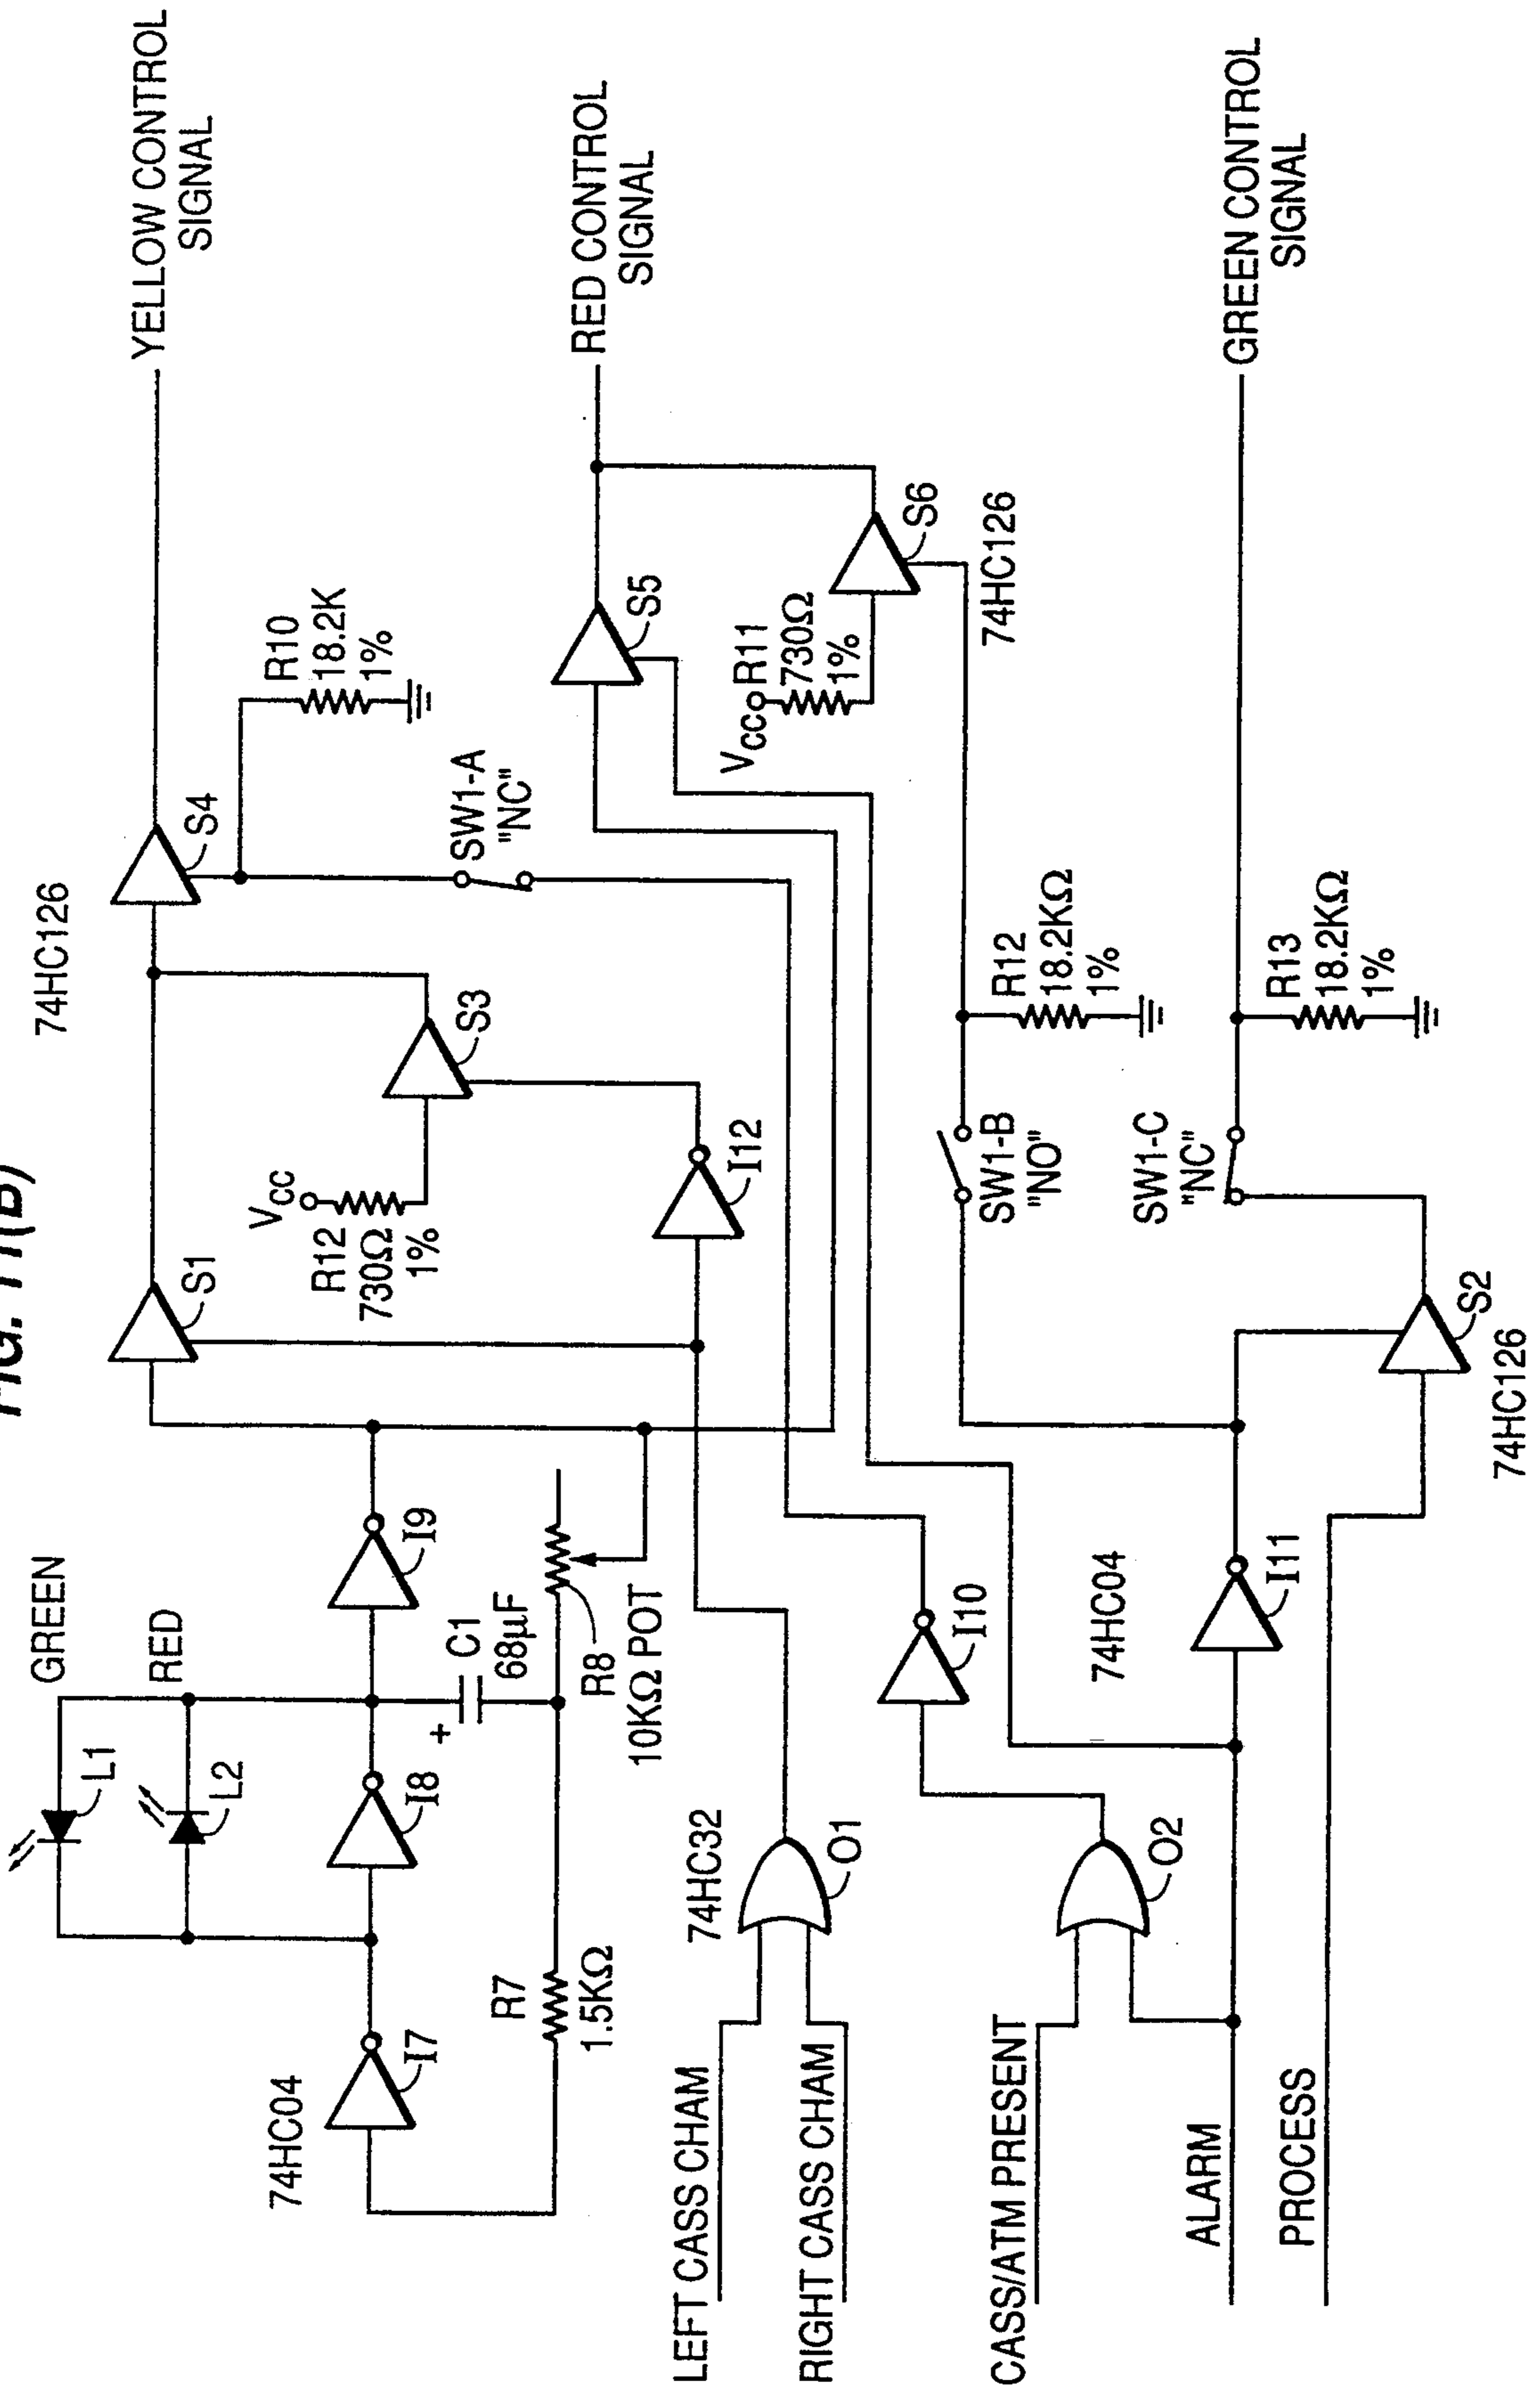 FIG. 11(B)
GREEN
RED
L1
L2
74HC04
I7
I8
I9
C1
68µF
+
R7
1.5KΩ
R8
10KΩ POT
S1
VCC
R12
730Ω
1%
S3
I12
74HC126
S4
R10
18.2K
1%
SW1-A
"NC"
YELLOW CONTROL
SIGNAL
LEFT CASS CHAM
RIGHT CASS CHAM
74HC32
O1
S5
VCC
R11
730Ω
1%
S6
74HC126
RED CONTROL
SIGNAL
CASS/ATM PRESENT
O2
I10
SW1-B
"NO"
R12
18.2KΩ
1%
ALARM
74HC04
I11
PROCESS
S2
74HC126
SW1-C
"NC"
R13
18.2KΩ
1%
GREEN CONTROL
SIGNAL